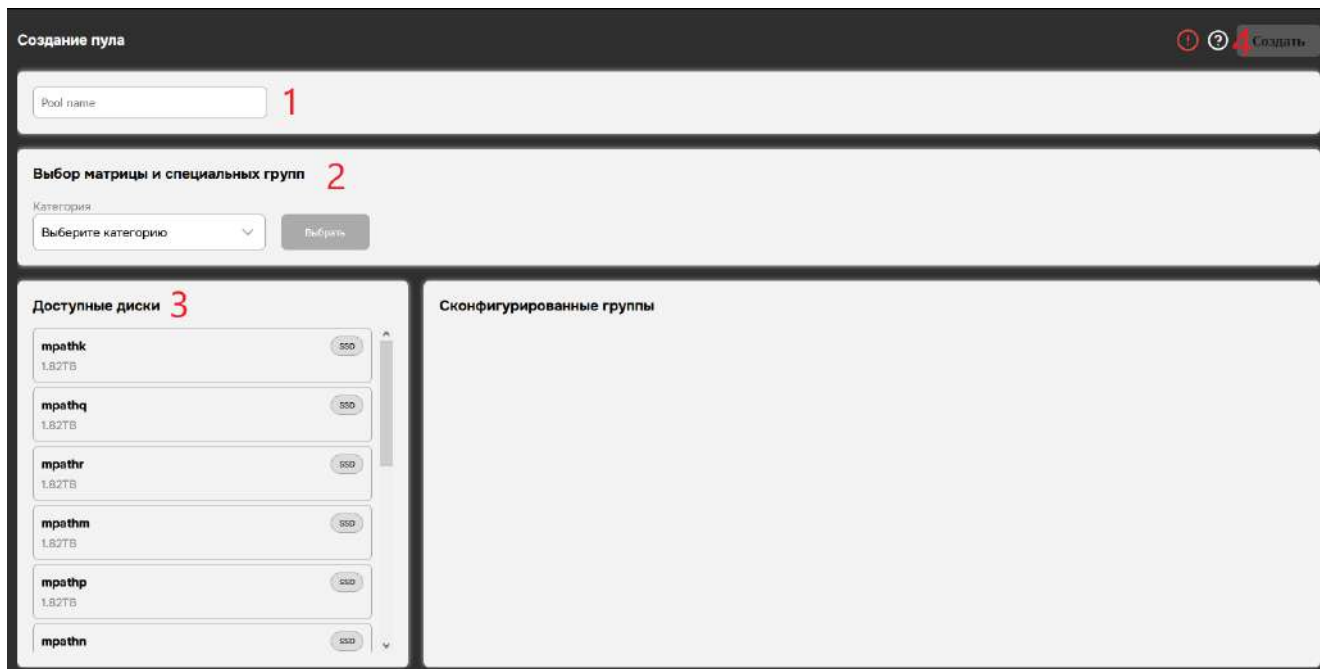 Создание пула
4 Создать
Pool name 1
Выбор матрицы и специальных групп 2
Категория
Выберите категорию Выбрать
Доступные диски 3
Сконфигурированные группы
mpathk SSD
1.82TB
mpathq SSD
1.82TB
mpathr SSD
1.82TB
mpathm SSD
1.82TB
mpathp SSD
1.82TB
mpathn SSD